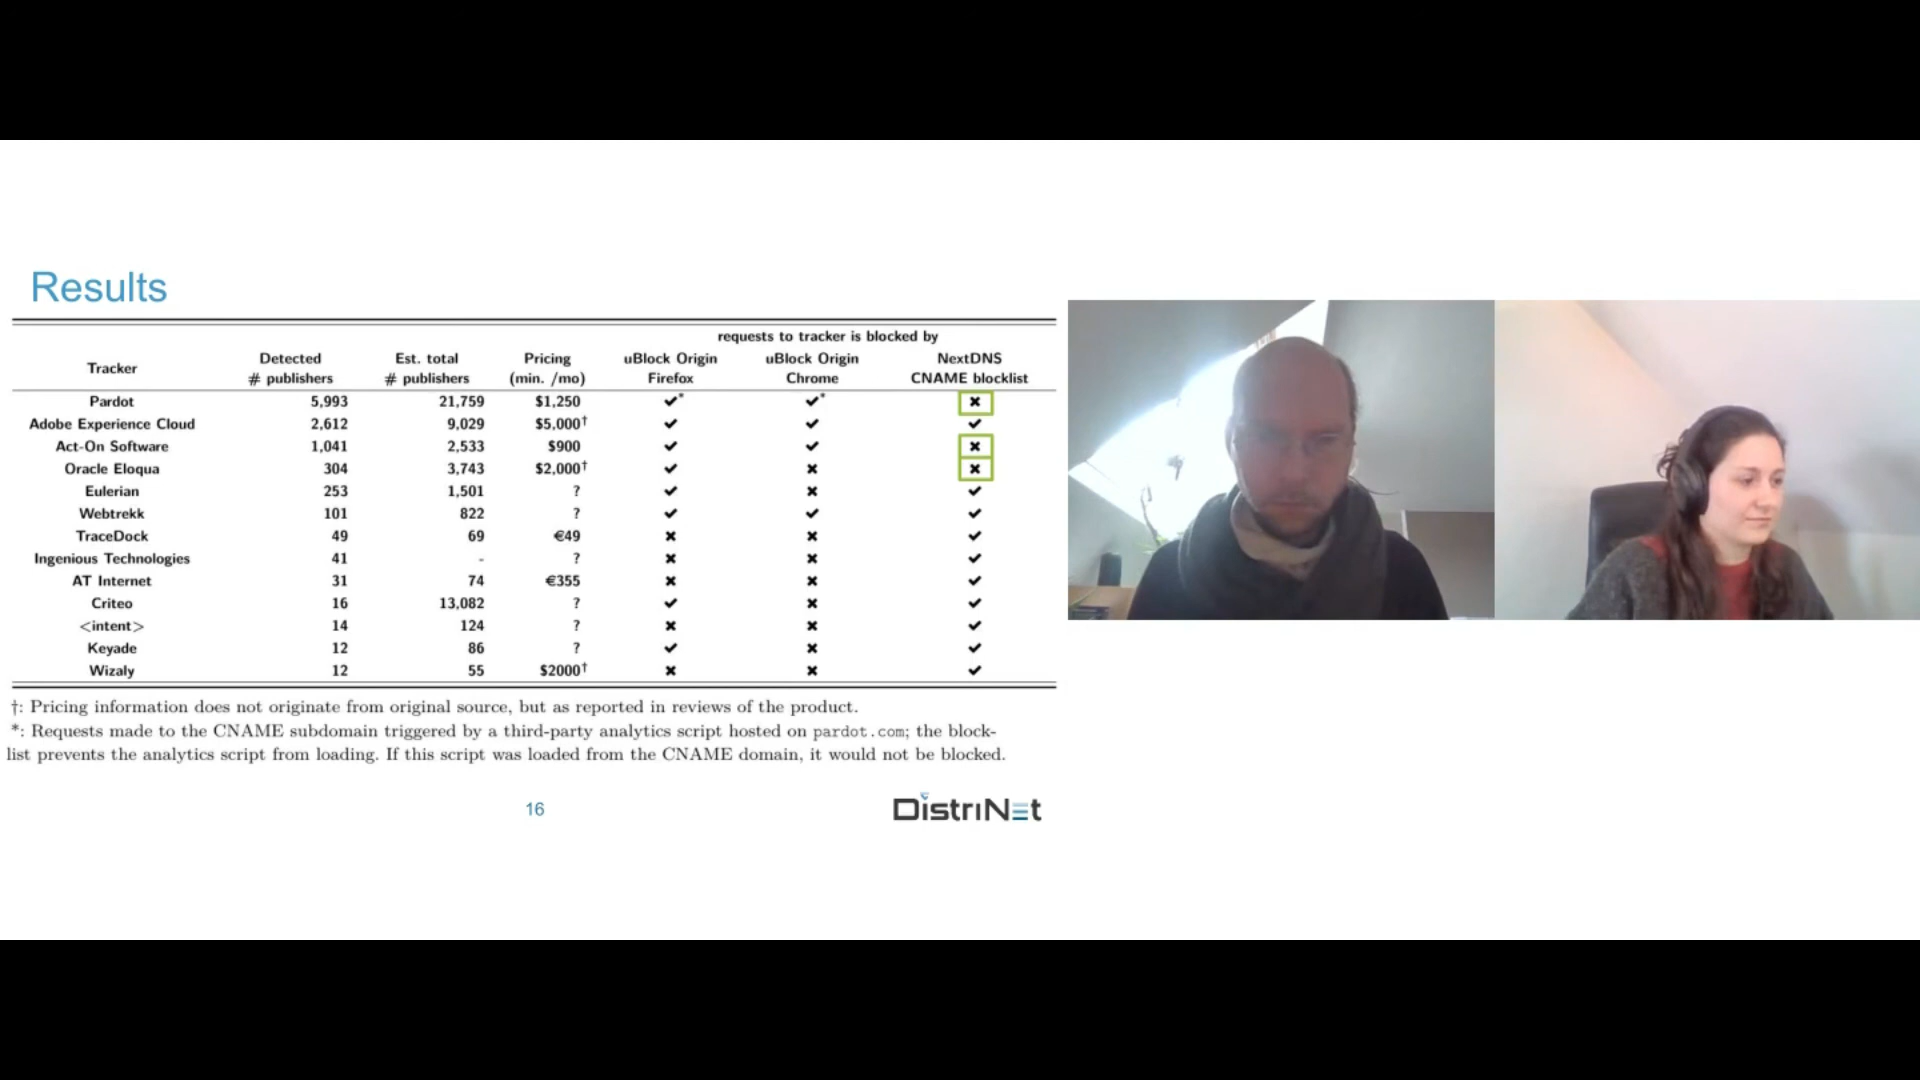 Results
requests to tracker is blocked by
Tracker Detected # publishers Est. total # publishers Pricing (min. /mo) uBlock Origin Firefox uBlock Origin Chrome NextDNS CNAME blocklist
Pardot 5,993 21,759 $1,250 ✔* ✔* ✖
Adobe Experience Cloud 2,612 9,029 $5,000† ✔ ✔ ✔
Act-On Software 1,041 2,533 $900 ✔ ✔ ✖
Oracle Eloqua 304 3,743 $2,000† ✔ ✖ ✖
Eulerian 253 1,501 ? ✔ ✖ ✔
Webtrekk 101 822 ? ✔ ✔ ✔
TraceDock 49 69 €49 ✖ ✖ ✔
Ingenious Technologies 41 - ? ✖ ✖ ✔
AT Internet 31 74 €355 ✖ ✖ ✔
Criteo 16 13,082 ? ✔ ✖ ✔
<intent> 14 124 ? ✖ ✖ ✔
Keyade 12 86 ? ✔ ✖ ✔
Wizaly 12 55 $2000† ✖ ✖ ✔
†: Pricing information does not originate from original source, but as reported in reviews of the product.
*: Requests made to the CNAME subdomain triggered by a third-party analytics script hosted on pardot.com; the block-
list prevents the analytics script from loading. If this script was loaded from the CNAME domain, it would not be blocked.
16
DistriNet